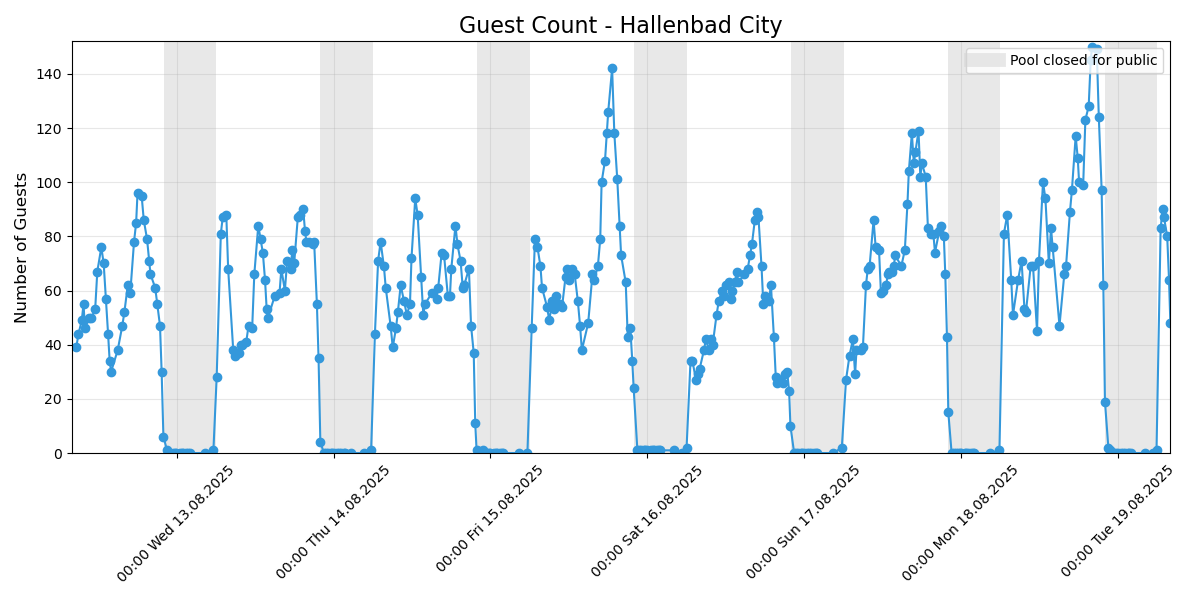 Guest Count - Hallenbad City
Pool closed for public
Number of Guests
140
120
100
80
60
40
20
0
00:00 Wed 13.08.2025
00:00 Thu 14.08.2025
00:00 Fri 15.08.2025
00:00 Sat 16.08.2025
00:00 Sun 17.08.2025
00:00 Mon 18.08.2025
00:00 Tue 19.08.2025